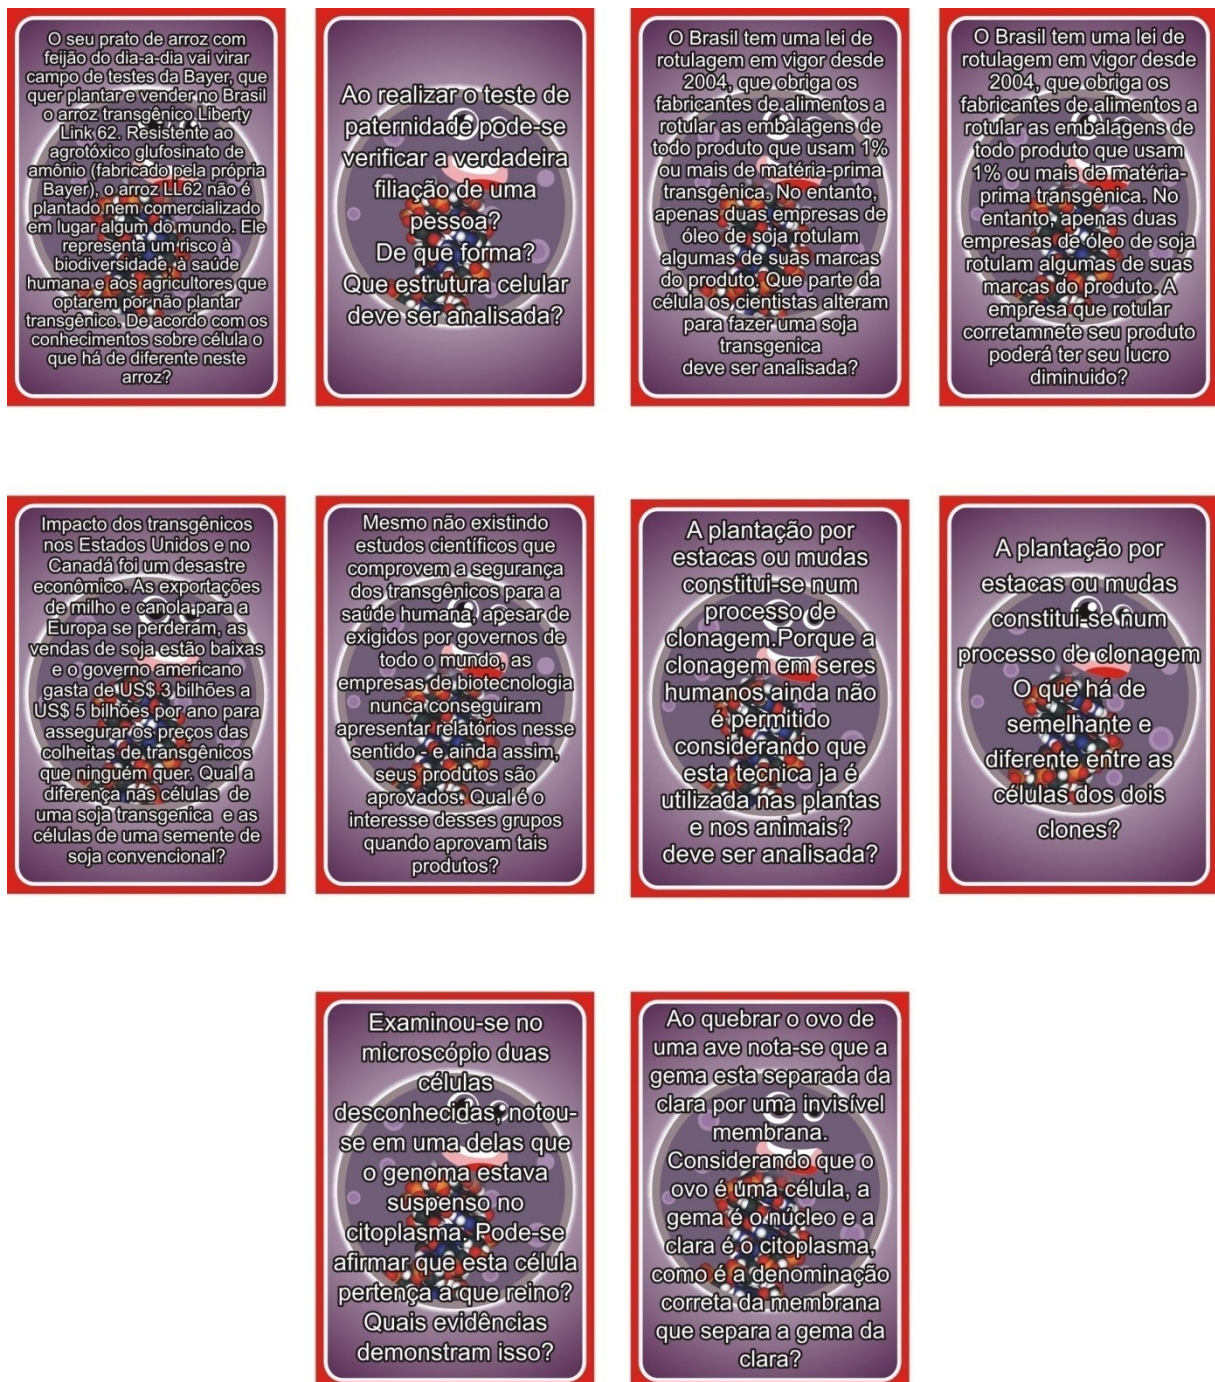 O seu prato de arroz com
feijão do dia-a-dia vai virar
campo de testes da Bayer, que
quer plantar e vender no Brasil
o arroz transgênico Liberty
Link 62. Resistente ao
agrotóxico glufosinato de
amônio (fabricado pela própria
Bayer), o arroz LL62 não é
plantado nem comercializado
em lugar algum do mundo. Ele
representa um risco à
biodiversidade, à saúde
humana e aos agricultores que
optarem por não plantar
transgênico. De acordo com os
conhecimentos sobre célula o
que há de diferente neste
arroz?
Ao realizar o teste de
paternidade pode-se
verificar a verdadeira
filiação de uma
pessoa?
De que forma?
Que estrutura celular
deve ser analisada?
O Brasil tem uma lei de
rotulagem em vigor desde
2004, que obriga os
fabricantes de alimentos a
rotular as embalagens de
todo produto que usam 1%
ou mais de matéria-prima
transgênica. No entanto,
apenas duas empresas de
óleo de soja rotulam
algumas de suas marcas
do produto. Que parte da
célula os cientistas alteram
para fazer uma soja
transgenica
deve ser analisada?
O Brasil tem uma lei de
rotulagem em vigor desde
2004, que obriga os
fabricantes de alimentos a
rotular as embalagens de
todo produto que usam
1% ou mais de matéria-
prima transgênica. No
entanto, apenas duas
empresas de óleo de soja
rotulam algumas de suas
marcas do produto. A
empresa que rotular
corretamnete seu produto
poderá ter seu lucro
diminuido?
Impacto dos transgênicos
nos Estados Unidos e no
Canadá foi um desastre
econômico. As exportações
de milho e canola para a
Europa se perderam, as
vendas de soja estão baixas
e o governo americano
gasta de US$ 3 bilhões a
US$ 5 bilhões por ano para
assegurar os preços das
colheitas de transgênicos
que ninguém quer. Qual a
diferença nas células de
uma soja transgenica e as
células de uma semente de
soja convencional?
Mesmo não existindo
estudos científicos que
comprovem a segurança
dos transgênicos para a
saúde humana, apesar de
exigidos por governos de
todo o mundo, as
empresas de biotecnologia
nunca conseguiram
apresentar relatórios nesse
sentido - e ainda assim,
seus produtos são
aprovados. Qual é o
interesse desses grupos
quando aprovam tais
produtos?
A plantação por
estacas ou mudas
constitui-se num
processo de
clonagem.Porque a
clonagem em seres
humanos ainda não
é permitido
considerando que
esta tecnica ja é
utilizada nas plantas
e nos animais?
deve ser analisada?
A plantação por
estacas ou mudas
constitui-se num
processo de clonagem
O que há de
semelhante e
diferente entre as
células dos dois
clones?
Examinou-se no
microscópio duas
células
desconhecidas, notou-
se em uma delas que
o genoma estava
suspenso no
citoplasma. Pode-se
afirmar que esta célula
pertença a que reino?
Quais evidências
demonstram isso?
Ao quebrar o ovo de
uma ave nota-se que a
gema esta separada da
clara por uma invisível
membrana.
Considerando que o
ovo é uma célula, a
gema é o núcleo e a
clara é o citoplasma,
como é a denominação
correta da membrana
que separa a gema da
clara?